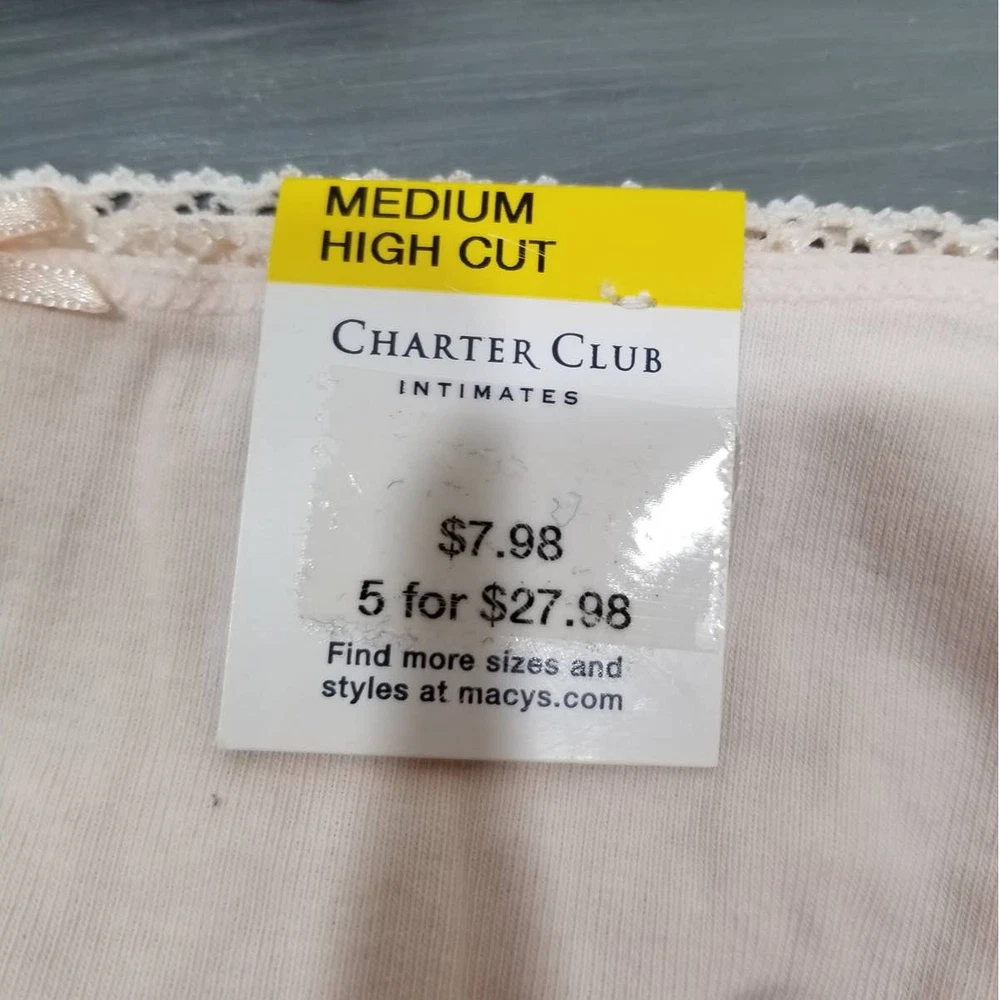 MEDIUM
HIGH CUT
CHARTER CLUB
INTIMATES
$7.98
5 for $27.98
Find more sizes and
styles at macys.com